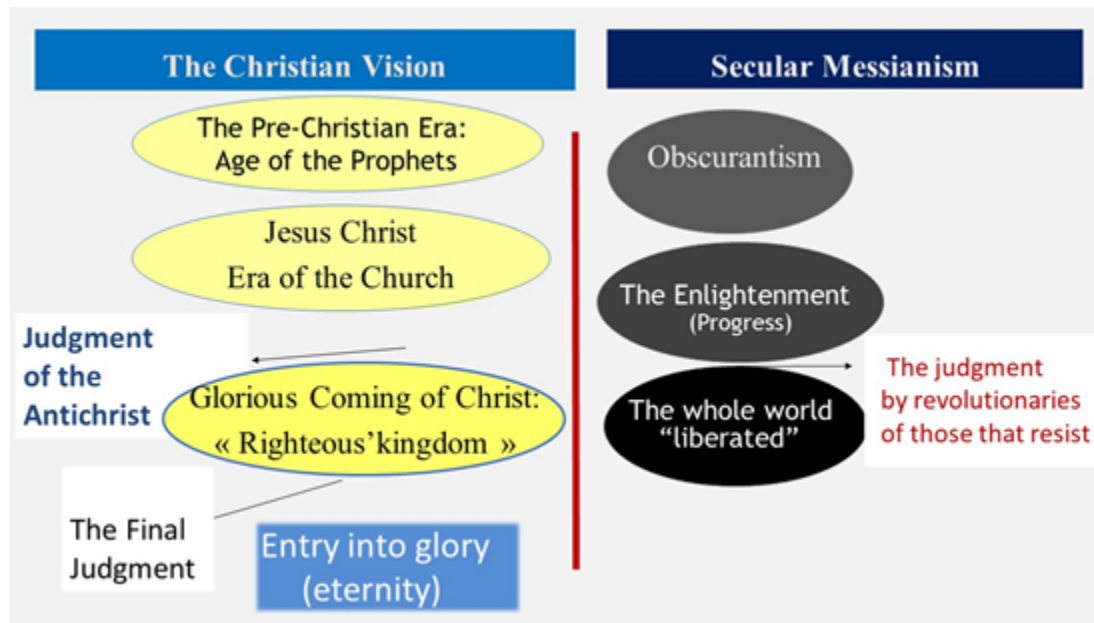 The Christian Vision
The Pre-Christian Era:
Age of the Prophets
Jesus Christ
Era of the Church
Judgment
of the
Antichrist
Glorious Coming of Christ:
« Righteous’kingdom »
The Final
Judgment
Entry into glory
(eternity)
Secular Messianism
Obscurantism
The Enlightenment
(Progress)
The judgment
by revolutionaries
of those that resist
The whole world
“liberated”